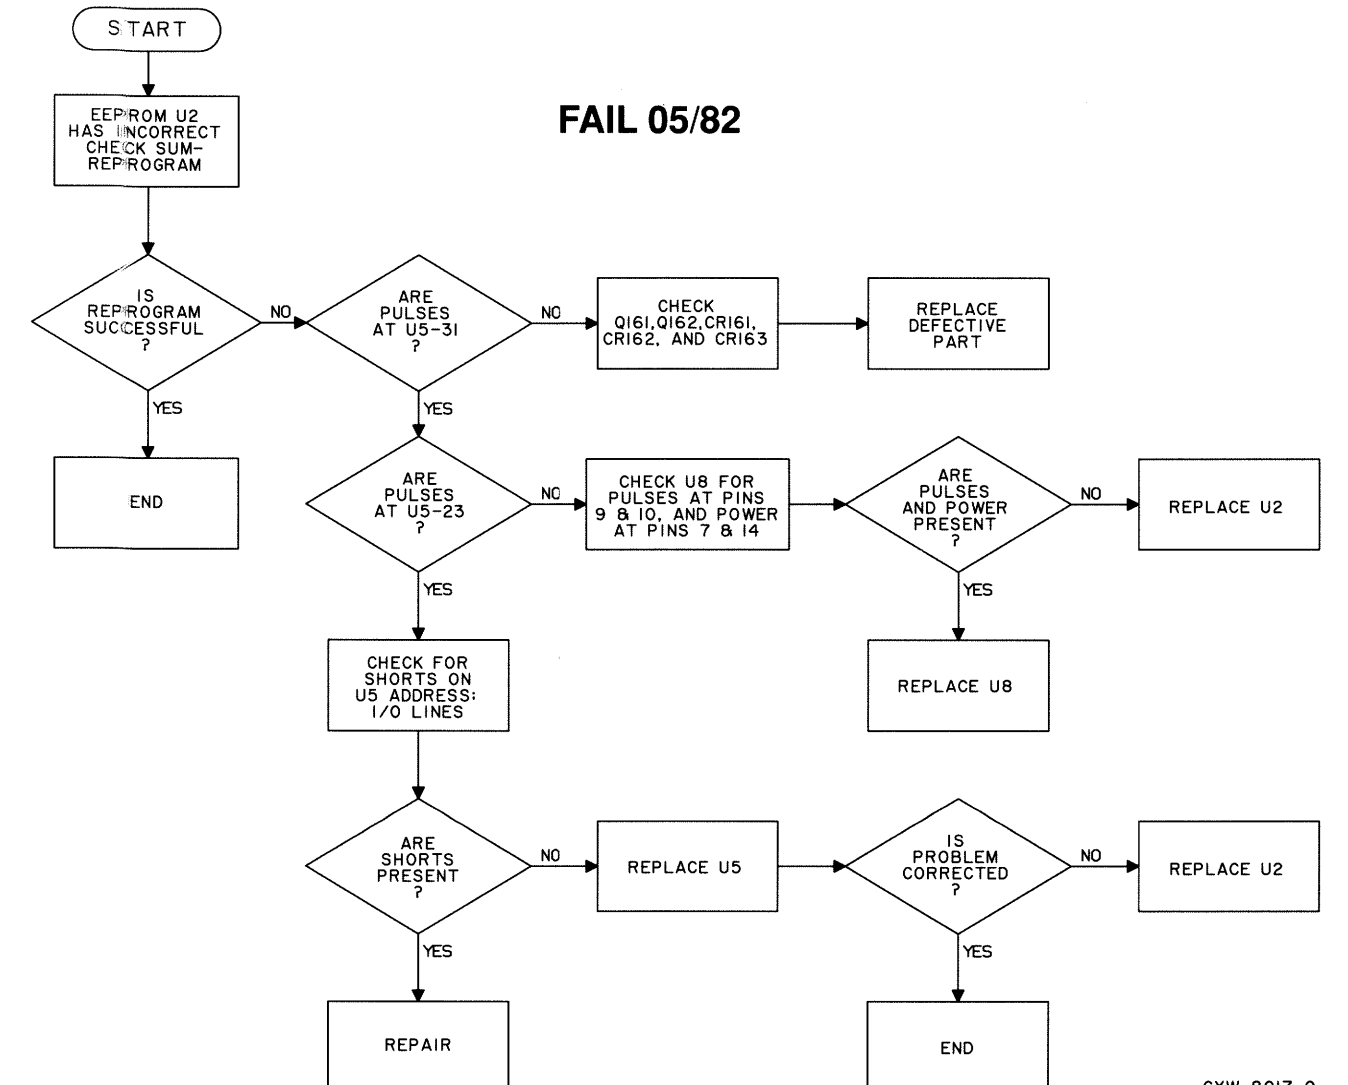 START
FAIL 05/82
EEPROM U2
HAS INCORRECT
CHECK SUM-
REPROGRAM
IS
REPROGRAM
SUCCESSFUL
?
NO
ARE
PULSES
AT U5-31
?
NO
CHECK
Q161,Q162,CR161,
CR162, AND CR163
REPLACE
DEFECTIVE
PART
YES
YES
END
ARE
PULSES
AT U5-23
?
NO
CHECK U8 FOR
PULSES AT PINS
9 & 10, AND POWER
AT PINS 7 & 14
ARE
PULSES
AND POWER
PRESENT
?
NO
REPLACE U2
YES
YES
CHECK FOR
SHORTS ON
U5 ADDRESS;
I/O LINES
REPLACE U8
ARE
SHORTS
PRESENT
?
NO
REPLACE U5
IS
PROBLEM
CORRECTED
?
NO
REPLACE U2
YES
YES
REPAIR
END